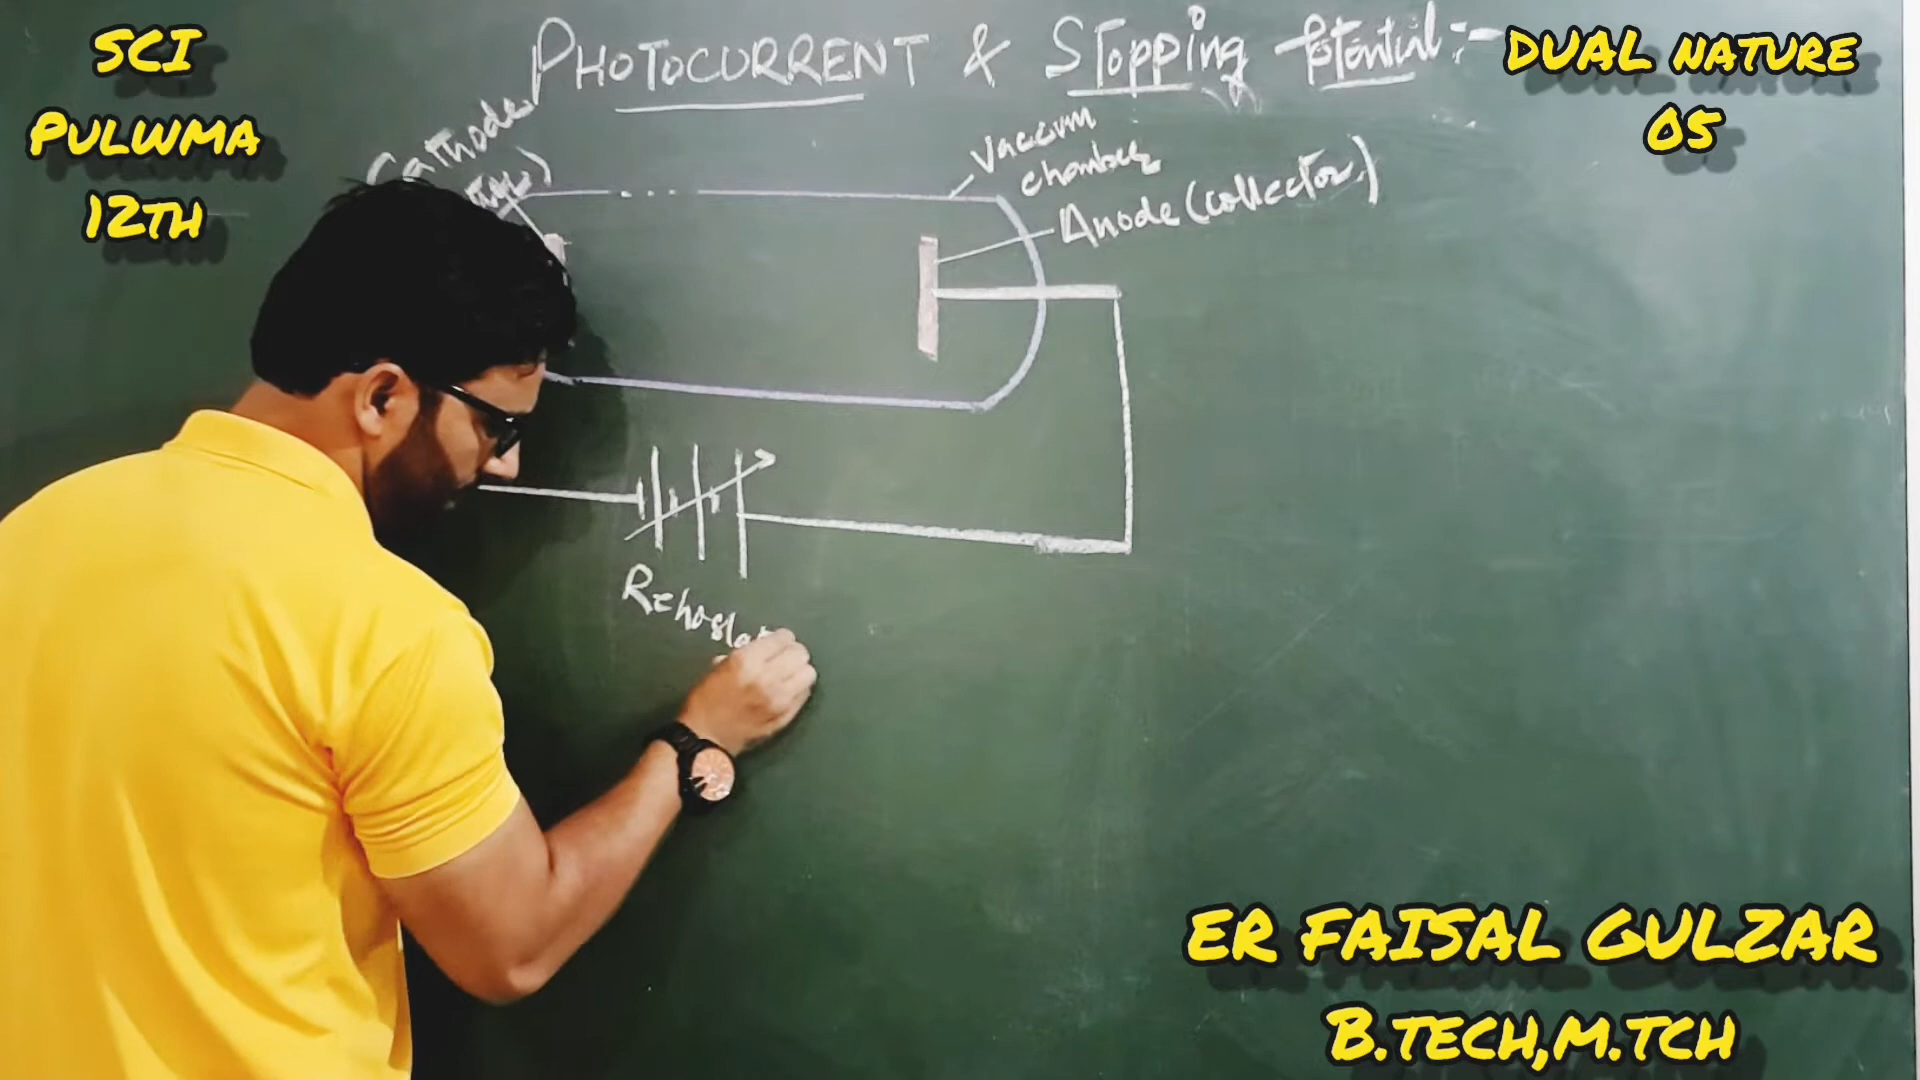 SCI
PULWMA
12TH
PHOTOCURRENT & Stopping Potential :-
DUAL NATURE
05
Cathode
Vaccum
chamber
Anode (collector)
ER FAISAL GULZAR
B.TECH,M.TCH